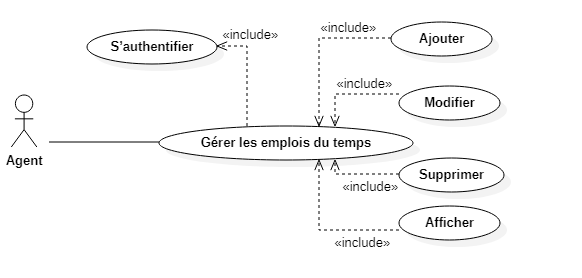 «include»
Ajouter
S'authentifier
«include»
«include»
Modifier
Gérer les emplois du temps
Agent
Supprimer
«include»
Afficher
«include»